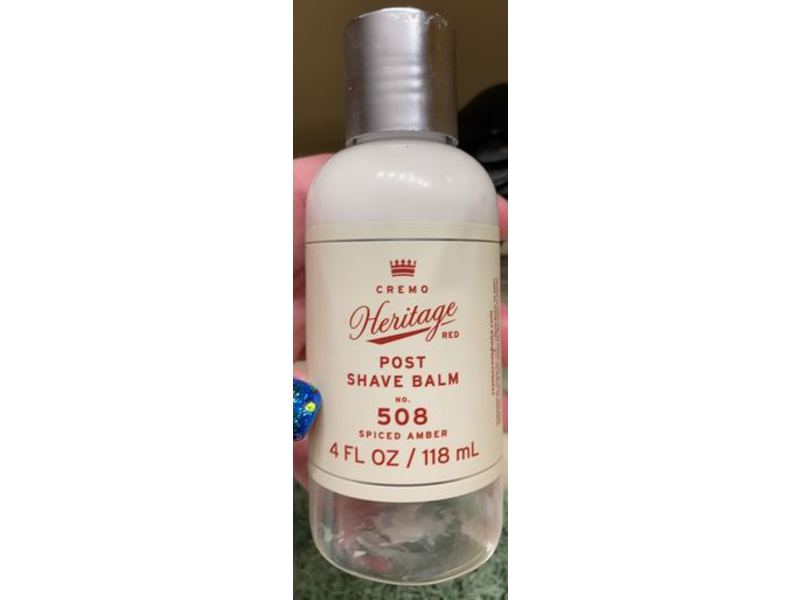 CREMO
Heritage
RED
POST
SHAVE BALM
NO.
508
SPICED AMBER
4 FL OZ / 118 mL